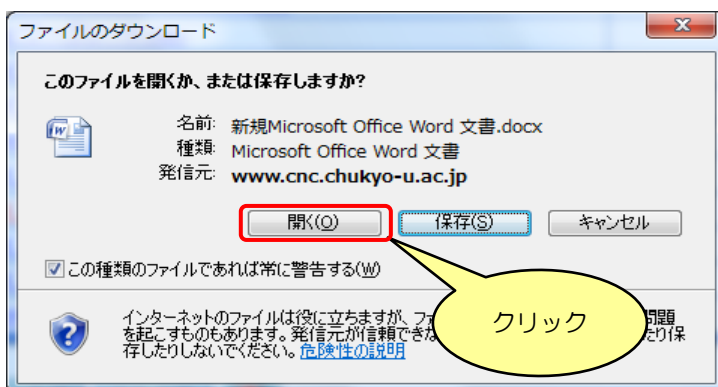 ファイルのダウンロード
このファイルを開くか、または保存しますか?
名前: 新規Microsoft Office Word 文書.docx
種類: Microsoft Office Word 文書
発信元: www.cnc.chukyo-u.ac.jp
開く(O) 保存(S) キャンセル
この種類のファイルであれば常に警告する(W)
クリック
インターネットのファイルは役に立ちますが、ファ 問題
を起こすものもあります。発信元が信頼できな たり保
存したりしないでください。危険性の説明